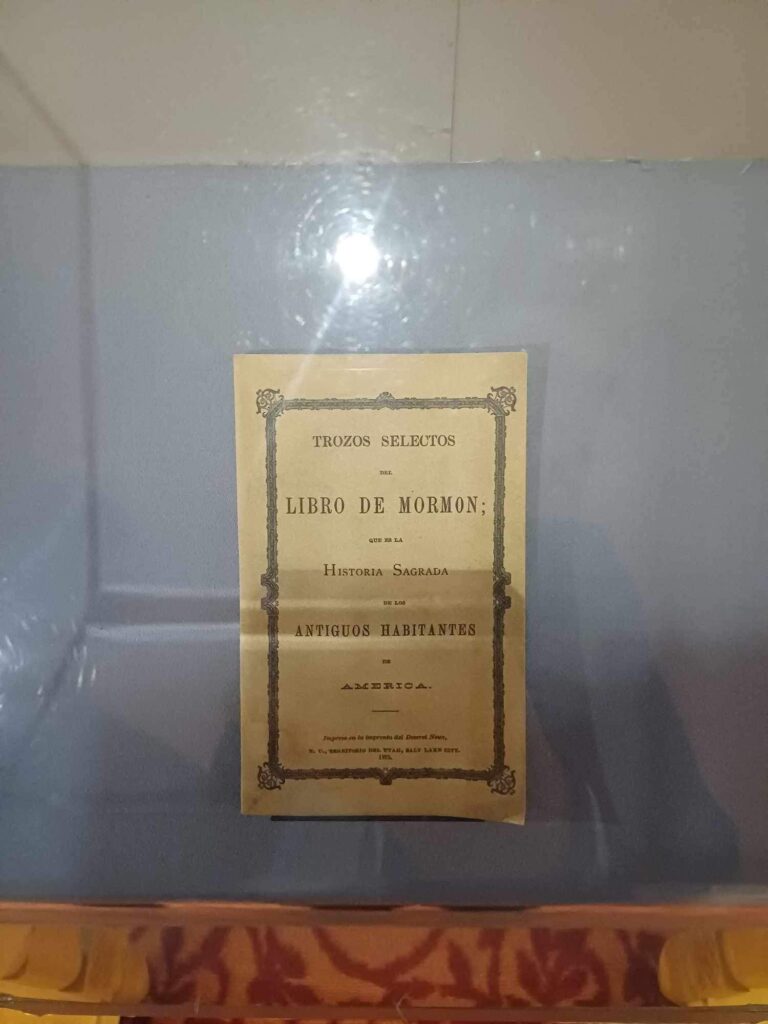 TROZOS SELECTOS
DEL
LIBRO DE MORMON;
QUE ES LA
HISTORIA SAGRADA
DE LOS
ANTIGUOS HABITANTES
DE
AMERICA.
Impreso en la imprenta del Deseret News,
E. U., TERRITORIO DEL UTAH, SALT LAKE CITY.
1875.